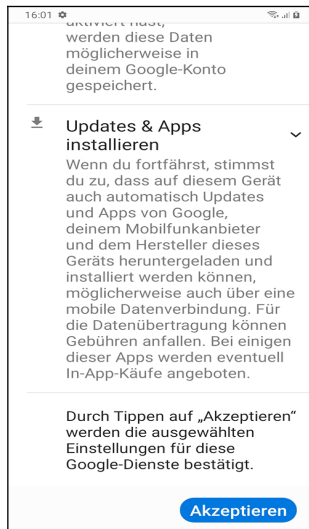 16:01
aktiviert hast,
werden diese Daten
möglicherweise in
deinem Google-Konto
gespeichert.
Updates & Apps
installieren
Wenn du fortfährst, stimmst
du zu, dass auf diesem Gerät
auch automatisch Updates
und Apps von Google,
deinem Mobilfunkanbieter
und dem Hersteller dieses
Geräts heruntergeladen und
installiert werden können,
möglicherweise auch über eine
mobile Datenverbindung. Für
die Datenübertragung können
Gebühren anfallen. Bei einigen
dieser Apps werden eventuell
In-App-Käufe angeboten.
Durch Tippen auf „Akzeptieren“
werden die ausgewählten
Einstellungen für diese
Google-Dienste bestätigt.
Akzeptieren